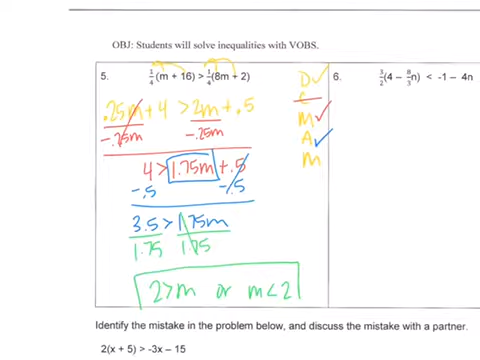 OBJ: Students will solve inequalities with VOBS.
5. 1/4(m + 16) > 1/4(8m + 2)
.25m + 4 > 2m + .5
-.25m -.25m
4 > 1.75m + .5
-.5 -.5
3.5 > 1.75m
1.75 1.75
2 > m or m < 2
D ✓
C
M ✓
A ✓
M
6. 3/2(4 - 8/3n) < -1 - 4n
Identify the mistake in the problem below, and discuss the mistake with a partner.
2(x + 5) > -3x - 15